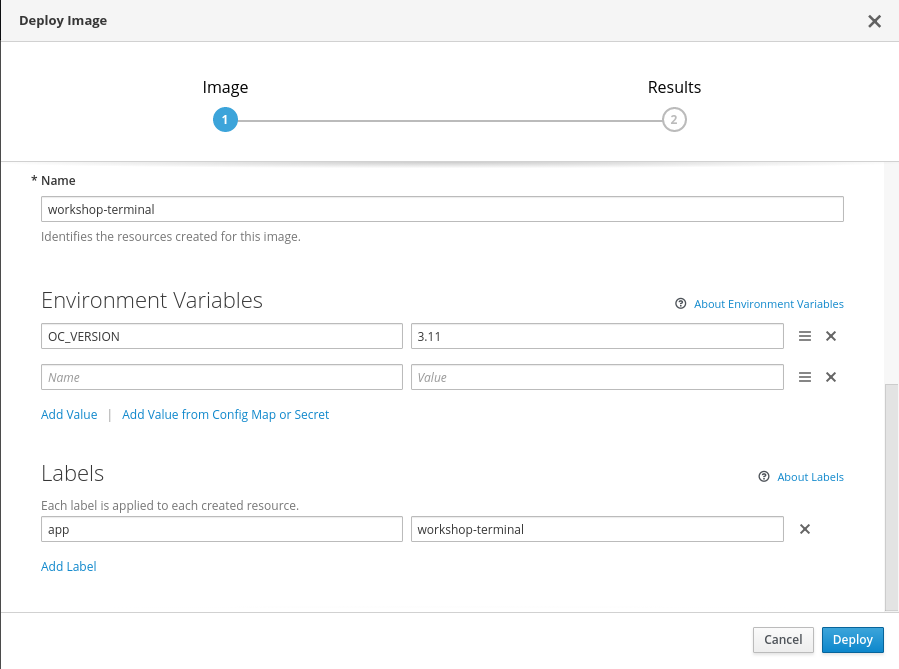 Deploy Image
Image
Results
1
2
* Name
workshop-terminal
Identifies the resources created for this image.
Environment Variables
About Environment Variables
OC_VERSION
3.11
Name
Value
Add Value | Add Value from Config Map or Secret
Labels
About Labels
Each label is applied to each created resource.
app
workshop-terminal
Add Label
Cancel
Deploy